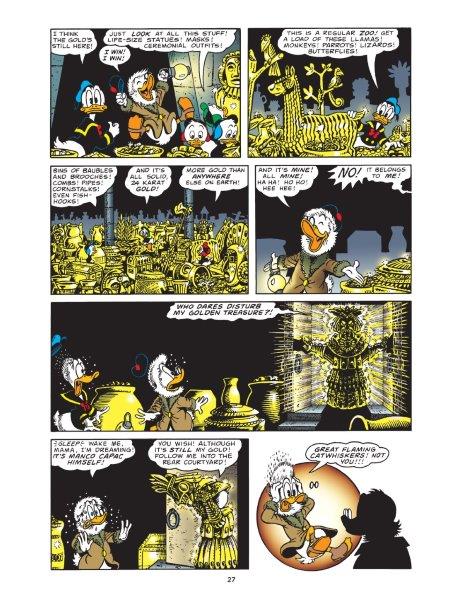 I THINK
THE GOLD'S
STILL HERE!
JUST LOOK AT ALL THIS STUFF!
LIFE-SIZE STATUES! MASKS!
CEREMONIAL OUTFITS!
I WIN!
I WIN!
THIS IS A REGULAR ZOO! GET
A LOAD OF THESE LLAMAS!
MONKEYS! PARROTS! LIZARDS!
BUTTERFLIES!
BINS OF BAUBLES
AND BROOCHES!
COMBS! PIPES!
CORNSTALKS!
EVEN FISH-
HOOKS!
AND IT'S
ALL SOLID,
24 KARAT
GOLD!
MORE GOLD THAN
ANYWHERE
ELSE ON EARTH!
AND IT'S MINE!
ALL MINE!
HA HA! HO HO!
HEE HEE!
NO! IT BELONGS
TO ME!
WHO DARES DISTURB
MY GOLDEN TREASURE?!
*GLEEP! WAKE ME,
MAMA, I'M DREAMING!
IT'S MANCO CAPAC
HIMSELF!
YOU WISH! ALTHOUGH
IT'S STILL MY GOLD!
FOLLOW ME INTO THE
REAR COURTYARD!
GREAT FLAMING
CATWHISKERS! NOT
YOU!!!
27